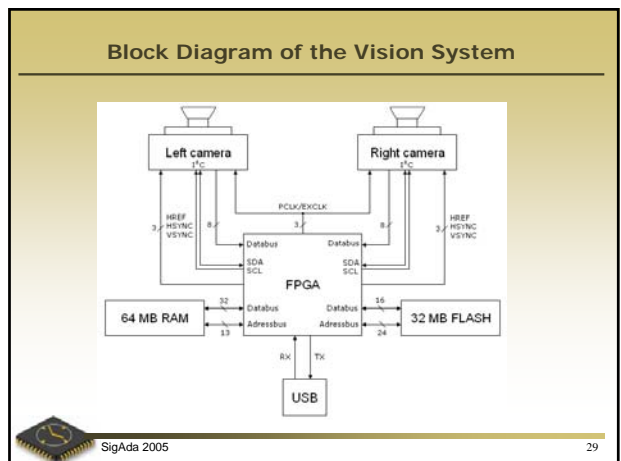 Block Diagram of the Vision System
Left camera
I²C
Right camera
I²C
PCLK/EXCLK
3
HREF
HSYNC
VSYNC
3
8
8
3
HREF
HSYNC
VSYNC
Databus
Databus
SDA
SCL
SDA
SCL
FPGA
64 MB RAM
32
13
Databus
Adressbus
Databus
Adressbus
16
24
32 MB FLASH
RX
TX
USB
SigAda 2005
29